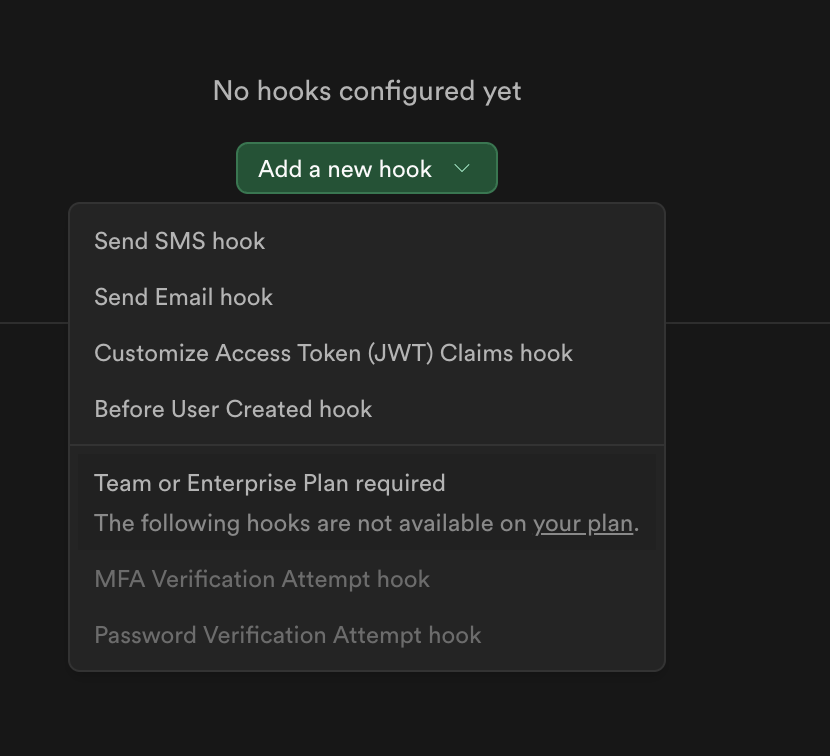 No hooks configured yet
Add a new hook
Send SMS hook
Send Email hook
Customize Access Token (JWT) Claims hook
Before User Created hook
Team or Enterprise Plan required
The following hooks are not available on your plan.
MFA Verification Attempt hook
Password Verification Attempt hook